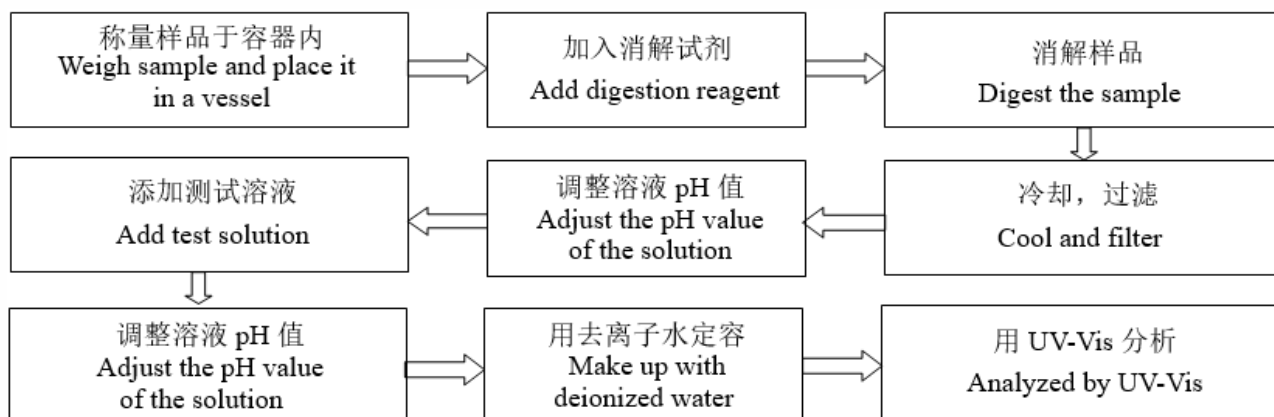 称量样品于容器内
Weigh sample and place it
in a vessel
加入消解试剂
Add digestion reagent
消解样品
Digest the sample
冷却，过滤
Cool and filter
调整溶液 pH 值
Adjust the pH value
of the solution
添加测试溶液
Add test solution
调整溶液 pH 值
Adjust the pH value
of the solution
用去离子水定容
Make up with
deionized water
用 UV-Vis 分析
Analyzed by UV-Vis